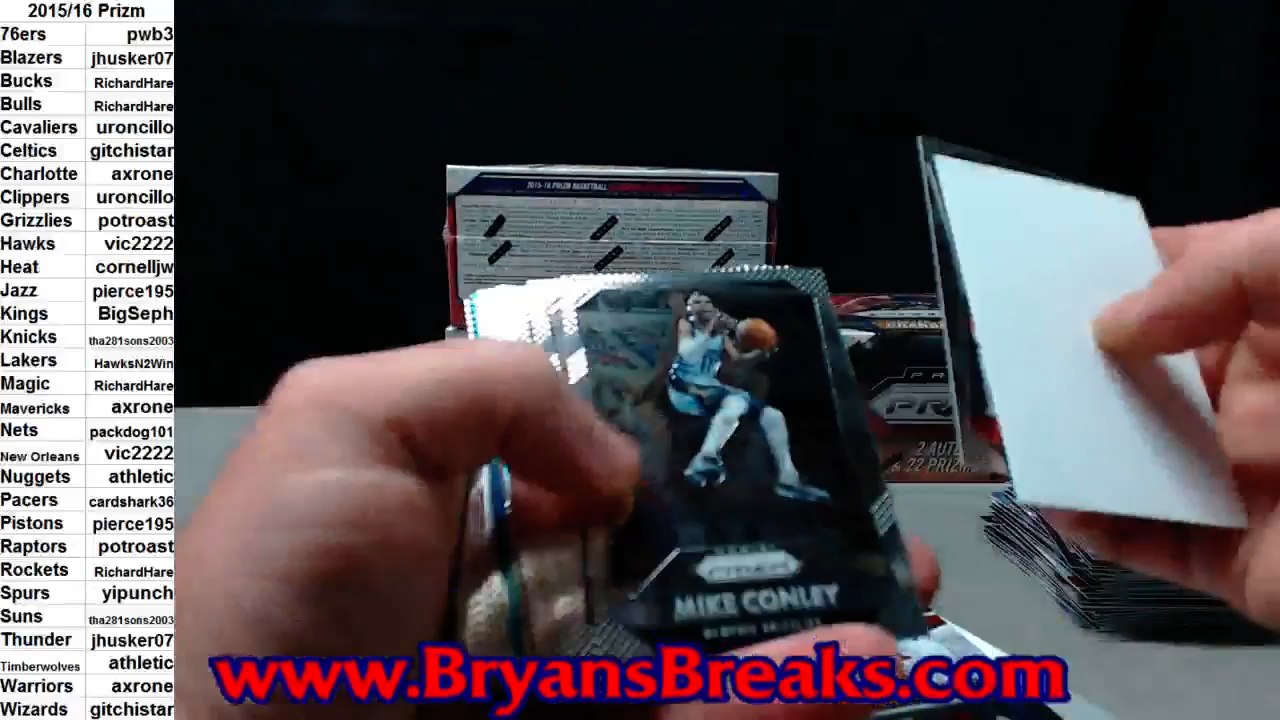 2015/16 Prizm
76ers pwb3
Blazers jhusker07
Bucks RichardHare
Bulls RichardHare
Cavaliers uroncillo
Celtics gitchistar
Charlotte axrone
Clippers uroncillo
Grizzlies potroast
Hawks vic2222
Heat cornelljw
Jazz pierce195
Kings BigSeph
Knicks tha281sons2003
Lakers HawksN2Win
Magic RichardHare
Mavericks axrone
Nets packdog101
New Orleans vic2222
Nuggets athletic
Pacers cardshark36
Pistons pierce195
Raptors potroast
Rockets RichardHare
Spurs yipunch
Suns tha281sons2003
Thunder jhusker07
Timberwolves athletic
Warriors axrone
Wizards gitchistar
2015-16 PRIZM BASKETBALL
2 AUT
& 22 PRIZ
MIKE CONLEY
www.BryansBreaks.com